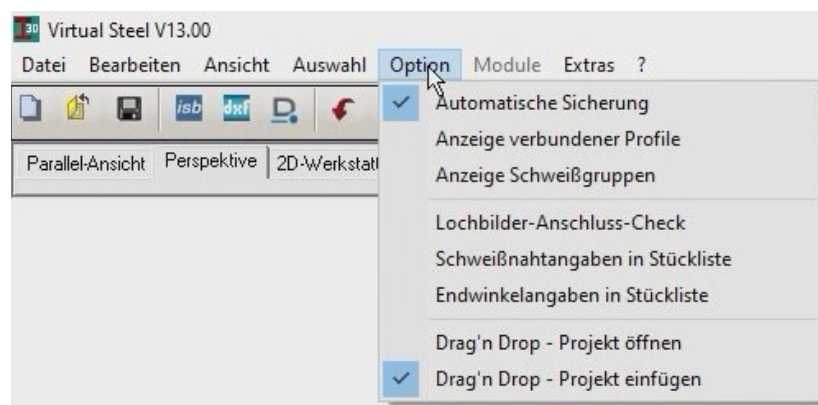 Virtual Steel V13.00
Datei Bearbeiten Ansicht Auswahl Option Module Extras ?
isb dxf D.
Automatische Sicherung
Anzeige verbundener Profile
Parallel-Ansicht Perspektive 2D-Werkstatt
Anzeige Schweißgruppen
Lochbilder-Anschluss-Check
Schweißnahtangaben in Stückliste
Endwinkelangaben in Stückliste
Drag'n Drop - Projekt öffnen
Drag'n Drop - Projekt einfügen